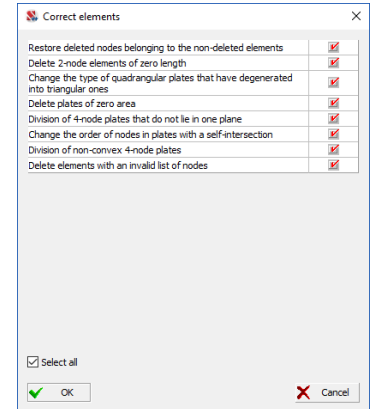 Correct elements
Restore deleted nodes belonging to the non-deleted elements
Delete 2-node elements of zero length
Change the type of quadrangular plates that have degenerated
into triangular ones
Delete plates of zero area
Division of 4-node plates that do not lie in one plane
Change the order of nodes in plates with a self-intersection
Division of non-convex 4-node plates
Delete elements with an invalid list of nodes
Select all
OK
Cancel